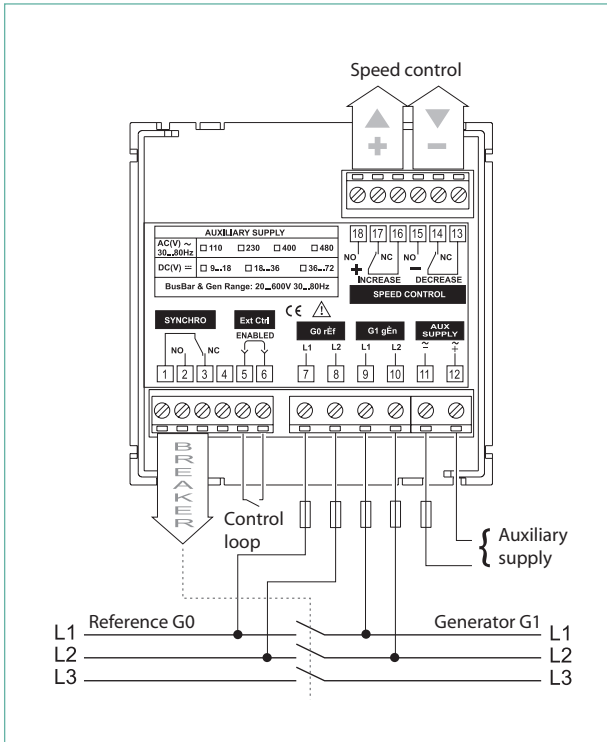 Speed control
+ −
18 17 16 15 14 13
NO NC NO NC
+ INCREASE − DECREASE
SPEED CONTROL
AUXILIARY SUPPLY
AC(V) ~ 30...80Hz □ 110 □ 230 □ 400 □ 480
DC(V) ⎓ □ 9...18 □ 18...36 □ 36...72
BusBar & Gen Range: 20...600V 30...80Hz
CE
SYNCHRO Ext Ctrl G0 rEf G1 gEn AUX SUPPLY
ENABLED
NO NC L1 L2 L1 L2 ~ − ~ +
1 2 3 4 5 6 7 8 9 10 11 12
BREAKER
Control
loop
Auxiliary
supply
Reference G0 Generator G1
L1 L1
L2 L2
L3 L3